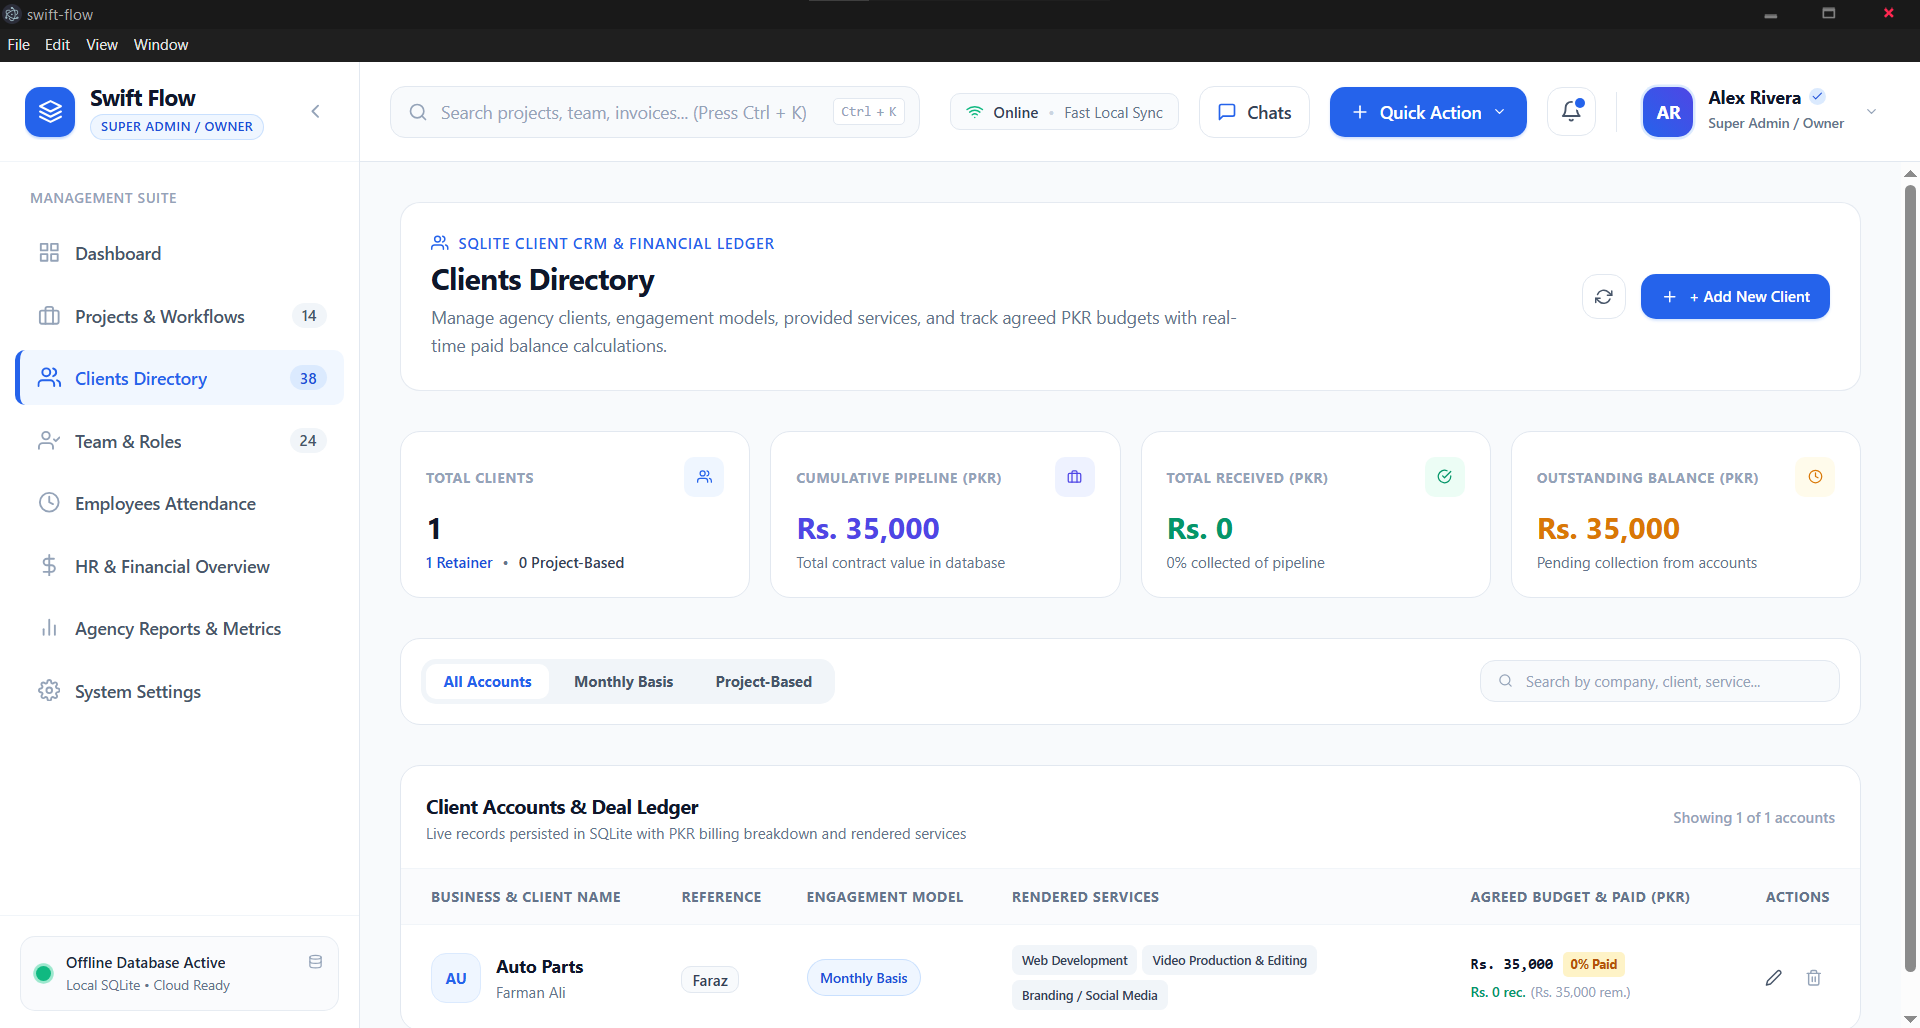 swift-flow
File Edit View Window
Swift Flow
SUPER ADMIN / OWNER
Search projects, team, invoices... (Press Ctrl + K)
Ctrl + K
Online • Fast Local Sync
Chats
+ Quick Action
AR
Alex Rivera
Super Admin / Owner
MANAGEMENT SUITE
Dashboard
Projects & Workflows 14
Clients Directory 38
Team & Roles 24
Employees Attendance
HR & Financial Overview
Agency Reports & Metrics
System Settings
Offline Database Active
Local SQLite • Cloud Ready
SQLITE CLIENT CRM & FINANCIAL LEDGER
Clients Directory
Manage agency clients, engagement models, provided services, and track agreed PKR budgets with real-
time paid balance calculations.
+ + Add New Client
TOTAL CLIENTS
1
1 Retainer • 0 Project-Based
CUMULATIVE PIPELINE (PKR)
Rs. 35,000
Total contract value in database
TOTAL RECEIVED (PKR)
Rs. 0
0% collected of pipeline
OUTSTANDING BALANCE (PKR)
Rs. 35,000
Pending collection from accounts
All Accounts Monthly Basis Project-Based
Search by company, client, service...
Client Accounts & Deal Ledger
Live records persisted in SQLite with PKR billing breakdown and rendered services
Showing 1 of 1 accounts
BUSINESS & CLIENT NAME REFERENCE ENGAGEMENT MODEL RENDERED SERVICES AGREED BUDGET & PAID (PKR) ACTIONS
AU
Auto Parts
Farman Ali
Faraz
Monthly Basis
Web Development Video Production & Editing
Branding / Social Media
Rs. 35,000 0% Paid
Rs. 0 rec. (Rs. 35,000 rem.)